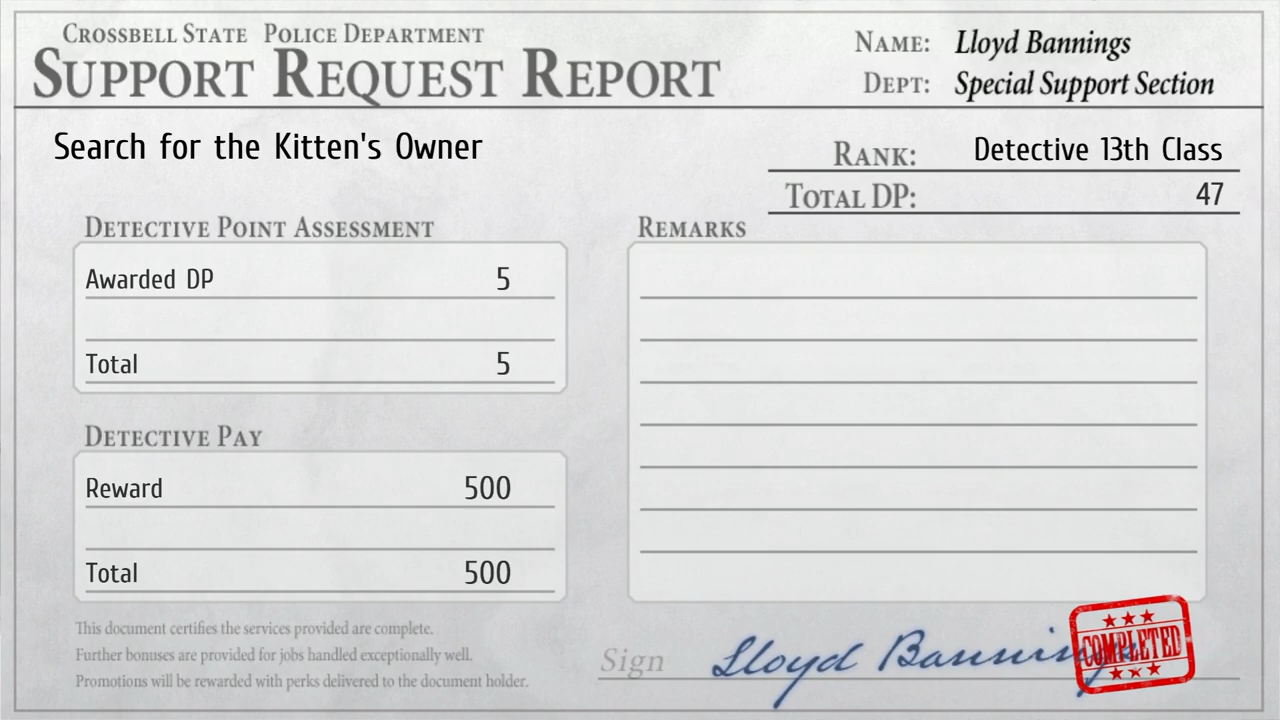 Crossbell State Police Department
Support Request Report
Name: Lloyd Bannings
Dept: Special Support Section
Search for the Kitten's Owner
Rank: Detective 13th Class
Total DP: 47
Detective Point Assessment
Awarded DP 5
Total 5
Detective Pay
Reward 500
Total 500
Remarks
This document certifies the services provided are complete.
Further bonuses are provided for jobs handled exceptionally well.
Promotions will be rewarded with perks delivered to the document holder.
Sign Lloyd Bannings
COMPLETED